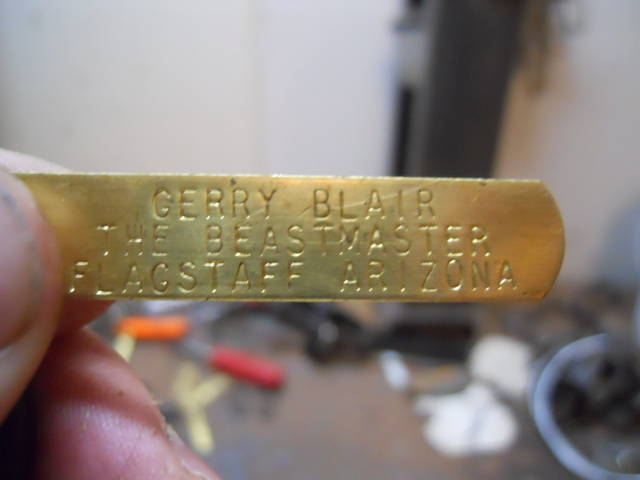 GERRY BLAIR
THE BEASTMASTER
FLAGSTAFF ARIZONA